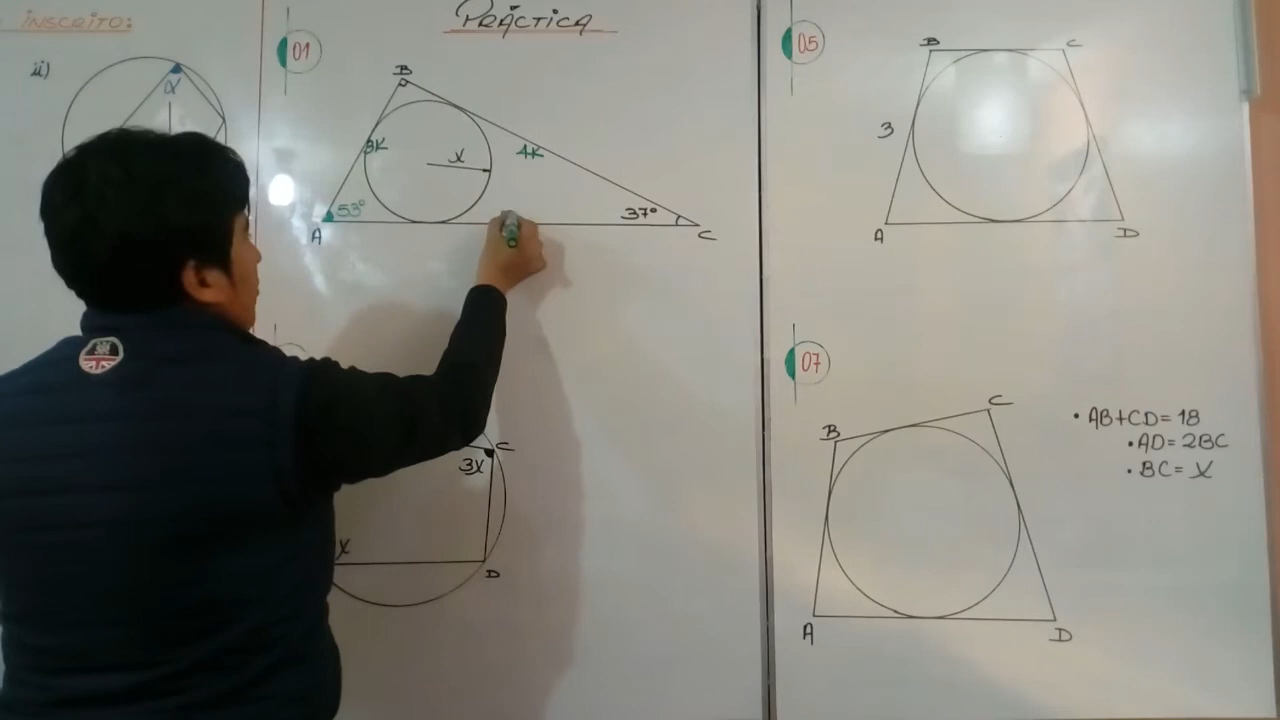 INSCRITO:
ii)
α
PRÁCTICA
01
B
3K
4K
x
53°
37°
A
C
C
3X
X
D
05
B
C
3
A
D
07
B
C
A
D
• AB+CD=18
• AD=2BC
• BC= X